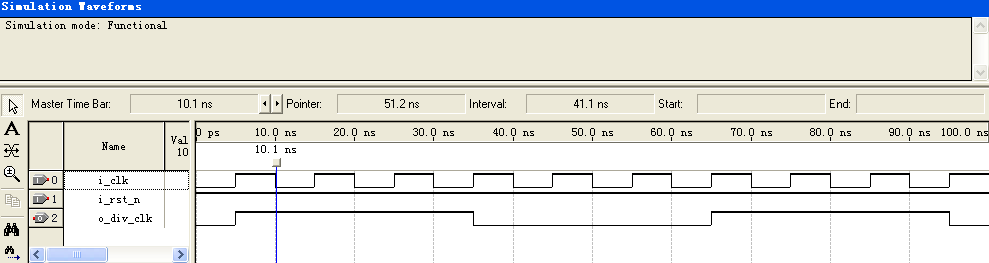 Simulation Waveforms
Simulation mode: Functional
Master Time Bar: 10.1 ns Pointer: 51.2 ns Interval: 41.1 ns Start: End:
A
Name Val 10
0 ps 10.0 ns 20.0 ns 30.0 ns 40.0 ns 50.0 ns 60.0 ns 70.0 ns 80.0 ns 90.0 ns 100.0 ns
10.1 ns
0 i_clk
1 i_rst_n
2 o_div_clk